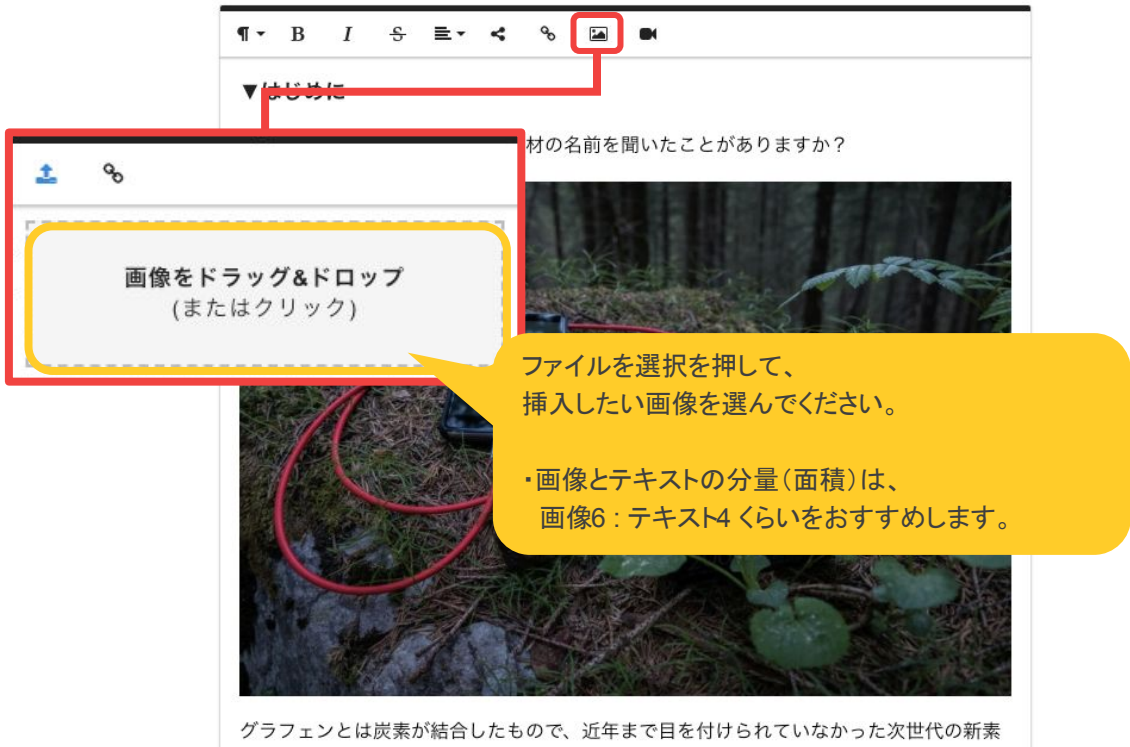 ¶ B I S
▼はじめに
材の名前を聞いたことがありますか？
画像をドラッグ&ドロップ
(またはクリック)
ファイルを選択を押して、
挿入したい画像を選んでください。
・画像とテキストの分量（面積）は、
画像6 : テキスト4 くらいをおすすめします。
グラフェンとは炭素が結合したもので、近年まで目を付けられていなかった次世代の新素